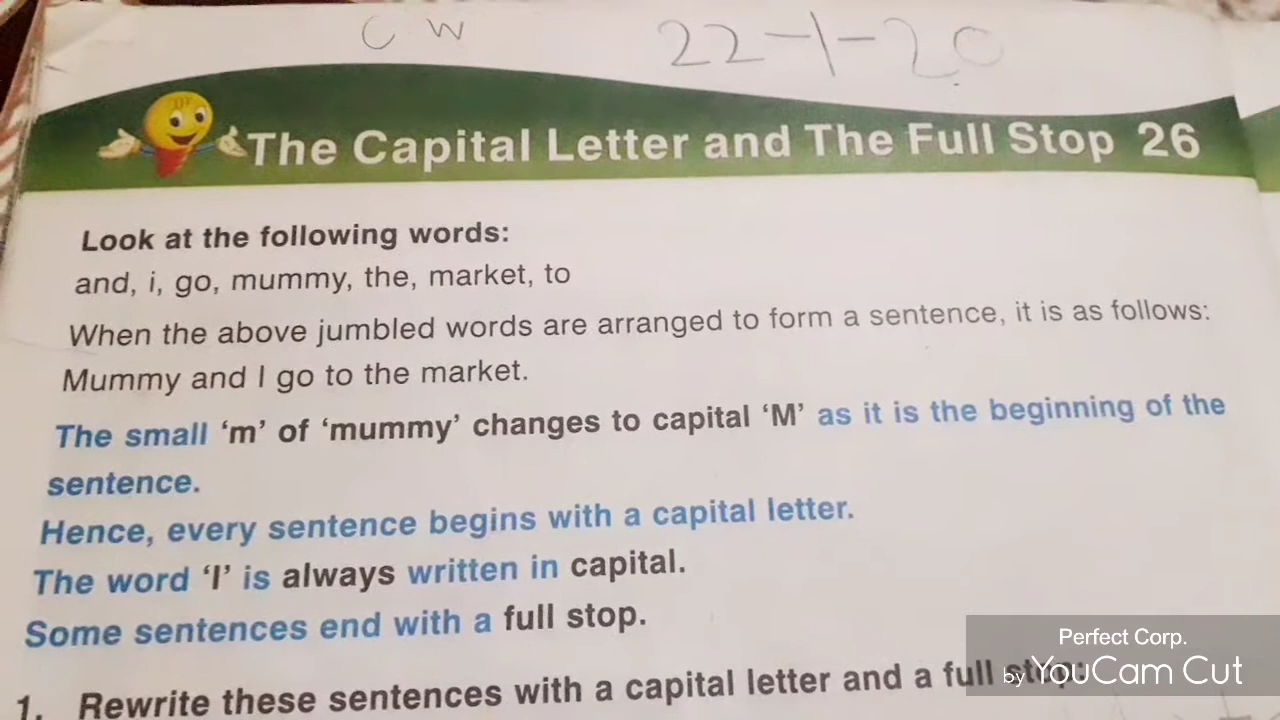 C W 22-1-20
The Capital Letter and The Full Stop 26
Look at the following words:
and, i, go, mummy, the, market, to
When the above jumbled words are arranged to form a sentence, it is as follows:
Mummy and I go to the market.
The small ‘m’ of ‘mummy’ changes to capital ‘M’ as it is the beginning of the
sentence.
Hence, every sentence begins with a capital letter.
The word ‘I’ is always written in capital.
Some sentences end with a full stop.
1. Rewrite these sentences with a capital letter and a full stop:
Perfect Corp.
by YouCam Cut